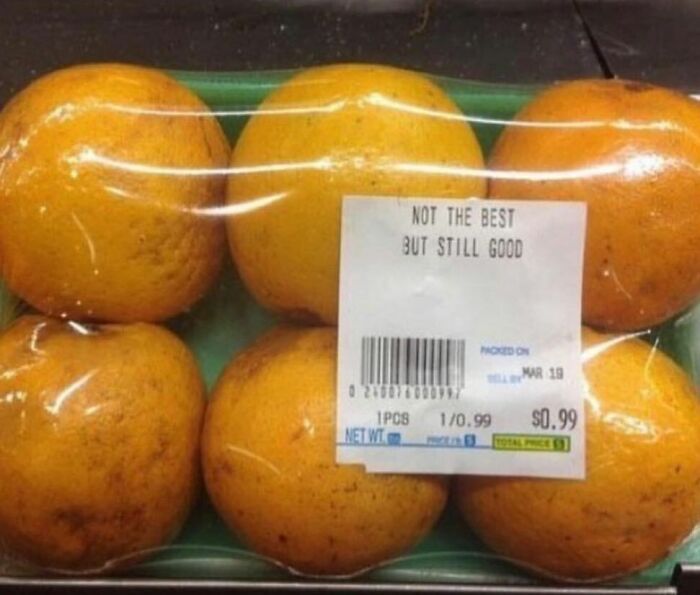 NOT THE BEST
BUT STILL GOOD
PACKED ON
SELL BY MAR 19
1PCS 1/0.99 $0.99
NET WT. TOTAL PRICE $